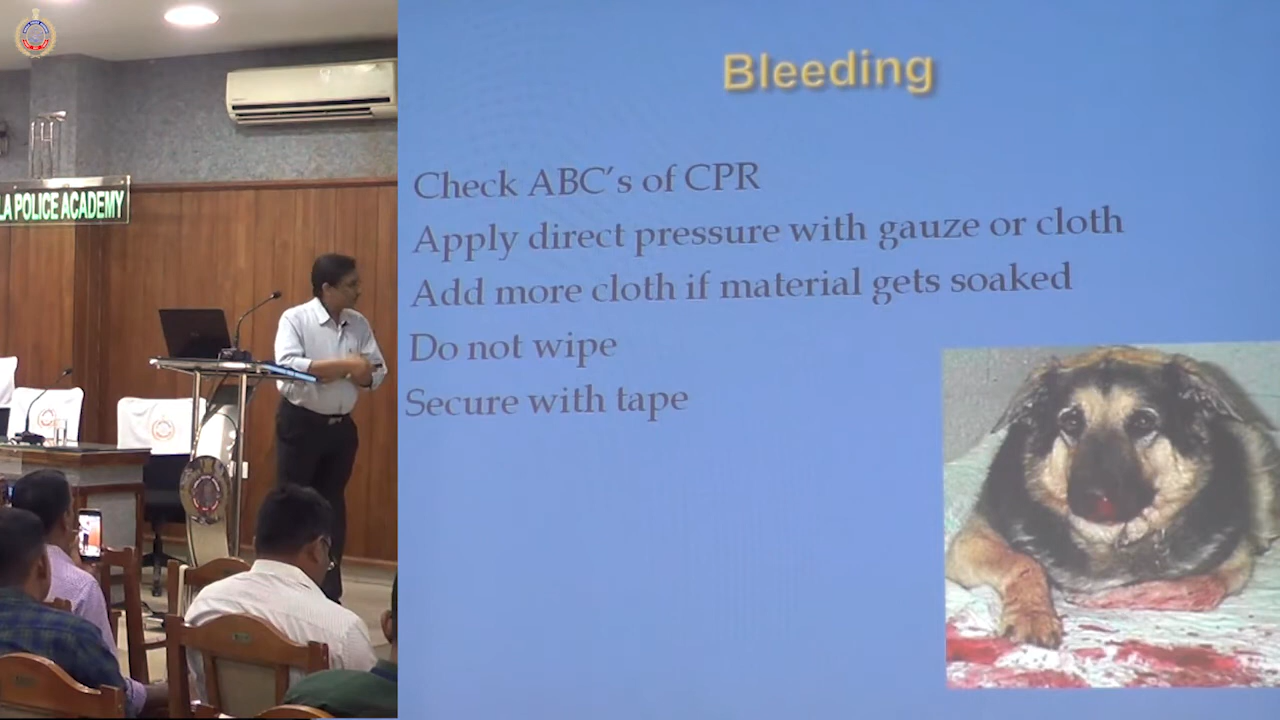 LA POLICE ACADEMY
Bleeding
Check ABC's of CPR
Apply direct pressure with gauze or cloth
Add more cloth if material gets soaked
Do not wipe
Secure with tape